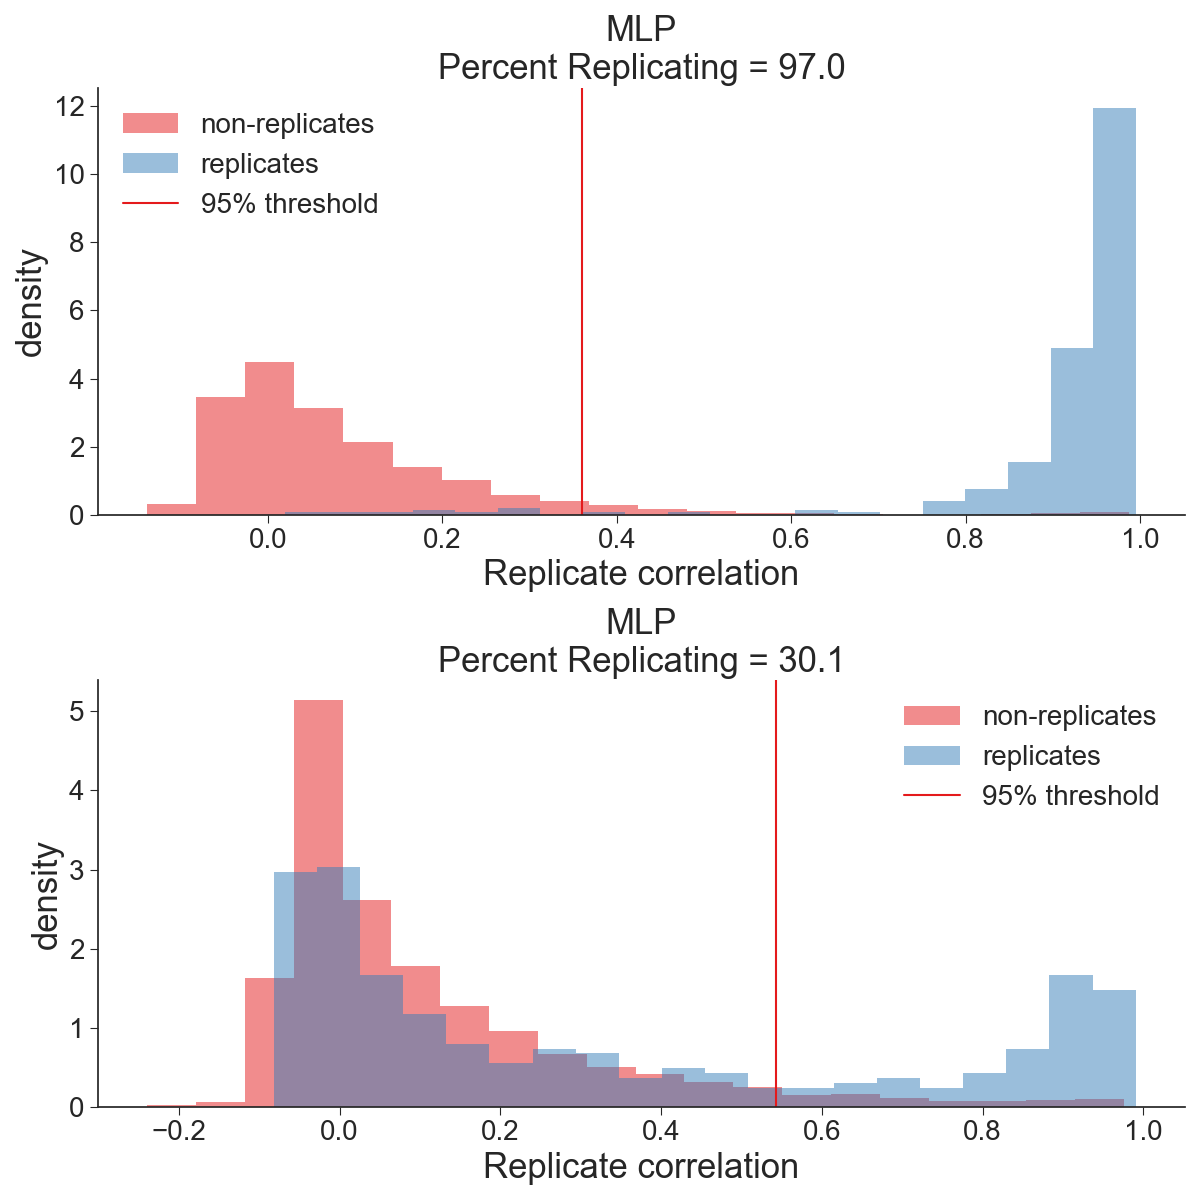 MLP
Percent Replicating = 97.0
12
10
8
6
4
2
0
density
non-replicates
replicates
95% threshold
0.0 0.2 0.4 0.6 0.8 1.0
Replicate correlation
MLP
Percent Replicating = 30.1
5
4
3
2
1
0
density
non-replicates
replicates
95% threshold
−0.2 0.0 0.2 0.4 0.6 0.8 1.0
Replicate correlation